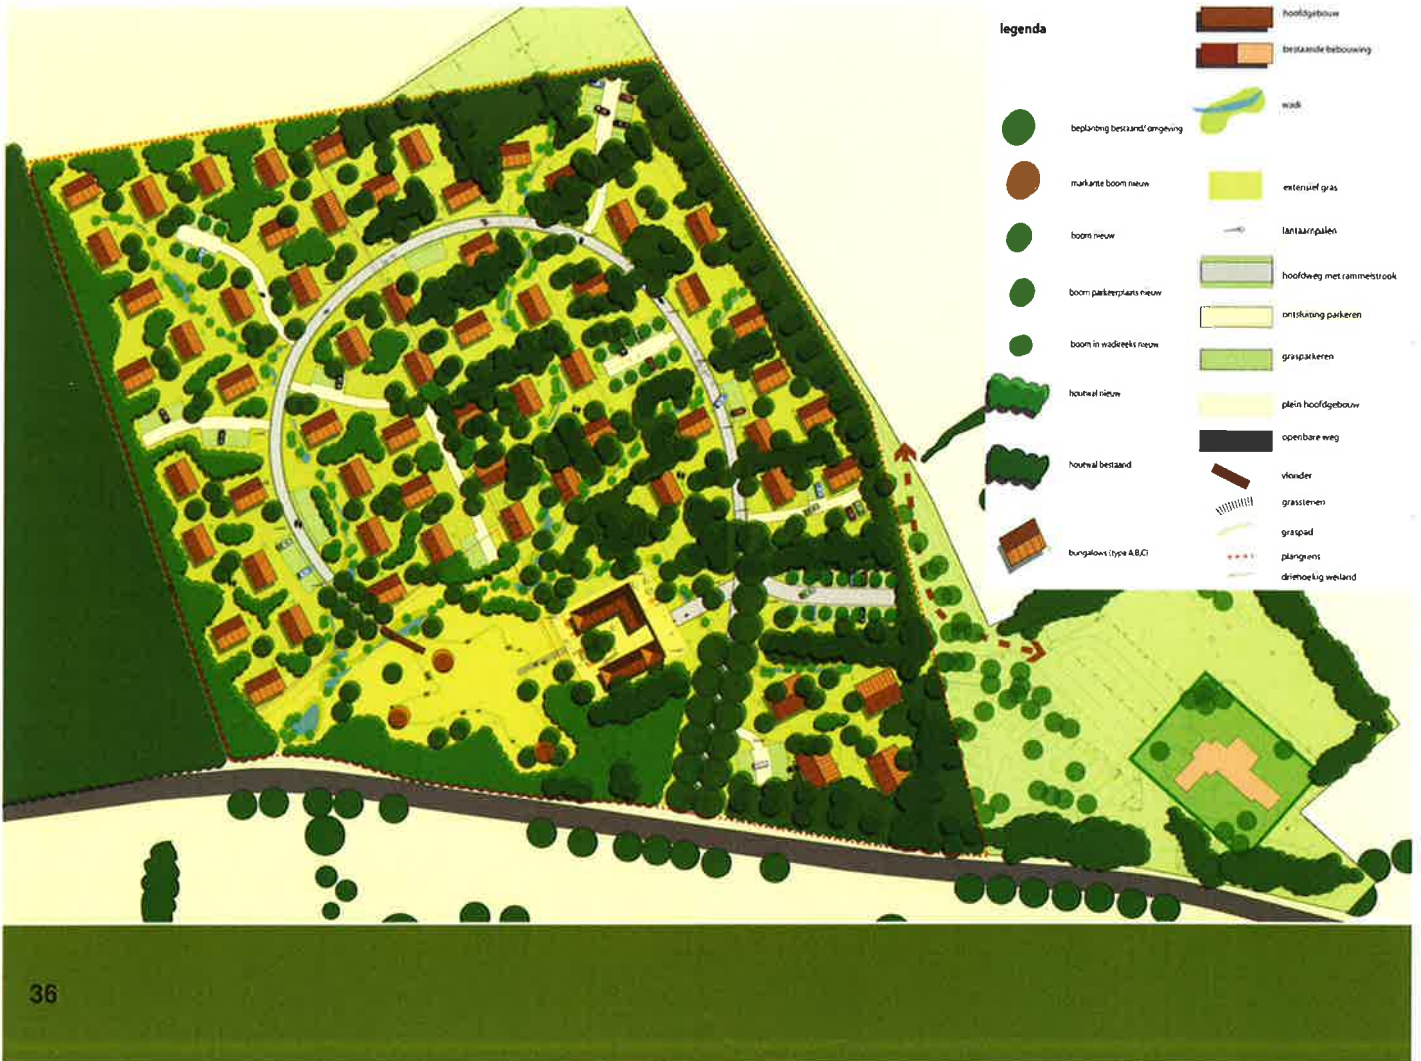 legenda
beplanting bestaand/ omgeving
markante boom nieuw
boom nieuw
boom parkeerplaats nieuw
boom in wadireeks nieuw
houtwal nieuw
houtwal bestaand
bungalows (type A,B,C)
hoofdgebouw
bestaande bebouwing
wadi
extensief gras
lantaarnpalen
hoofdweg met rammelstrook
ontsluiting parkeren
grasparkeren
plein hoofdgebouw
openbare weg
vlonder
grasstenen
graspad
plangrens
driehoekig weiland
36